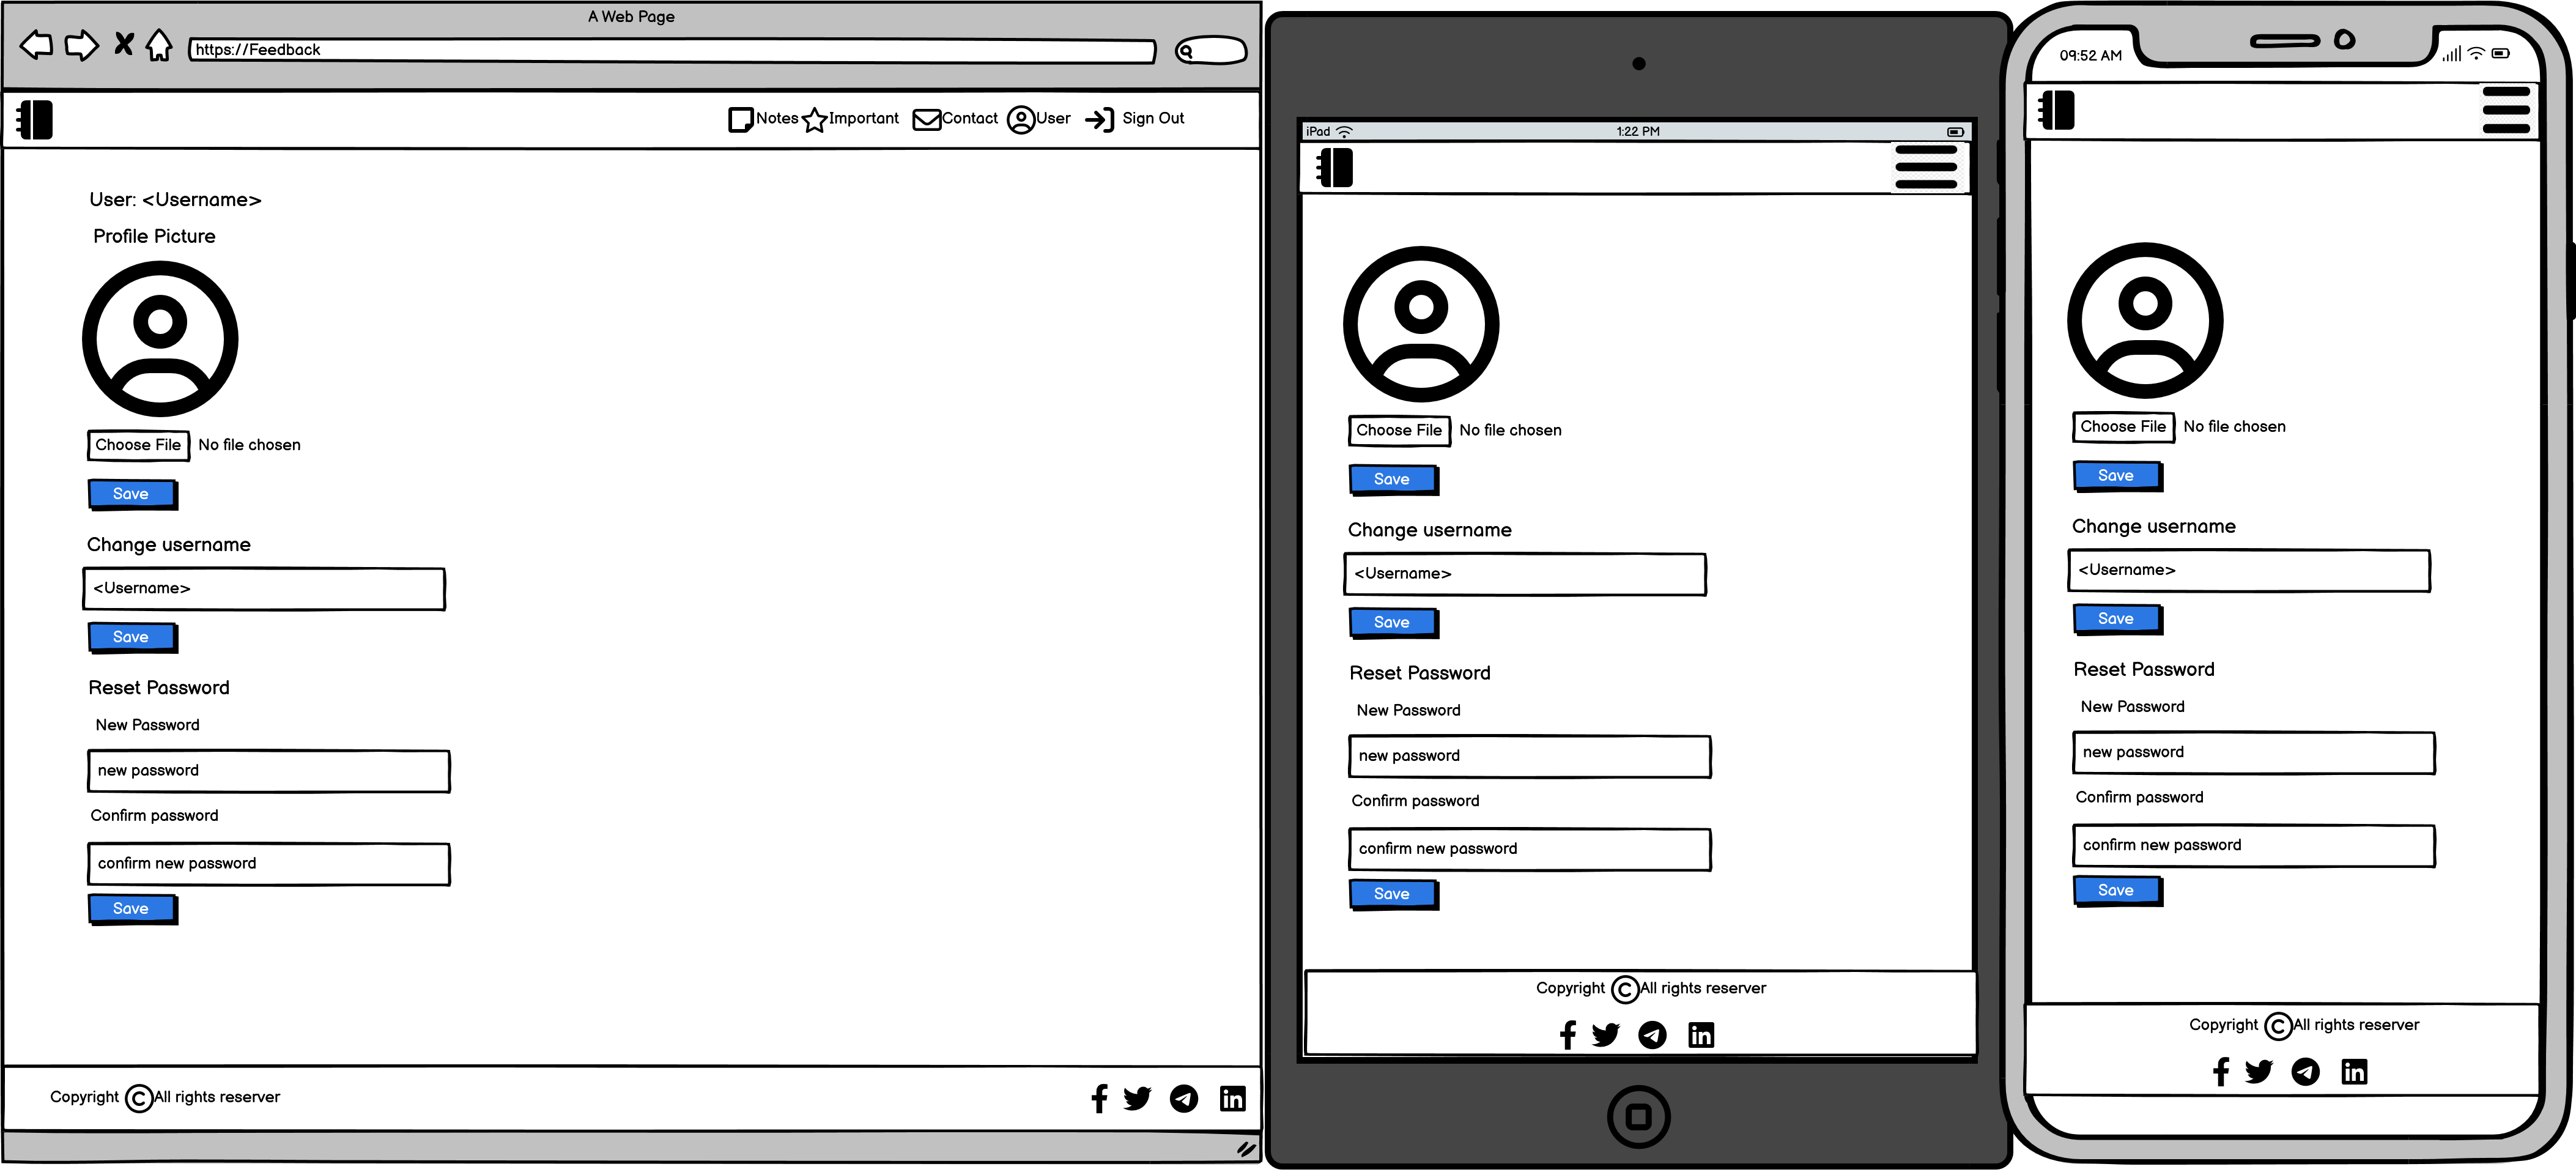 A Web Page
https://Feedback
Notes Important Contact User Sign Out
User: <Username>
Profile Picture
Choose File No file chosen
Save
Change username
<Username>
Save
Reset Password
New Password
new password
Confirm password
confirm new password
Save
Copyright © All rights reserver
f in
iPad 1:22 PM
Choose File No file chosen
Save
Change username
<Username>
Save
Reset Password
New Password
new password
Confirm password
confirm new password
Save
Copyright © All rights reserver
f in
09:52 AM
Choose File No file chosen
Save
Change username
<Username>
Save
Reset Password
New Password
new password
Confirm password
confirm new password
Save
Copyright © All rights reserver
f in